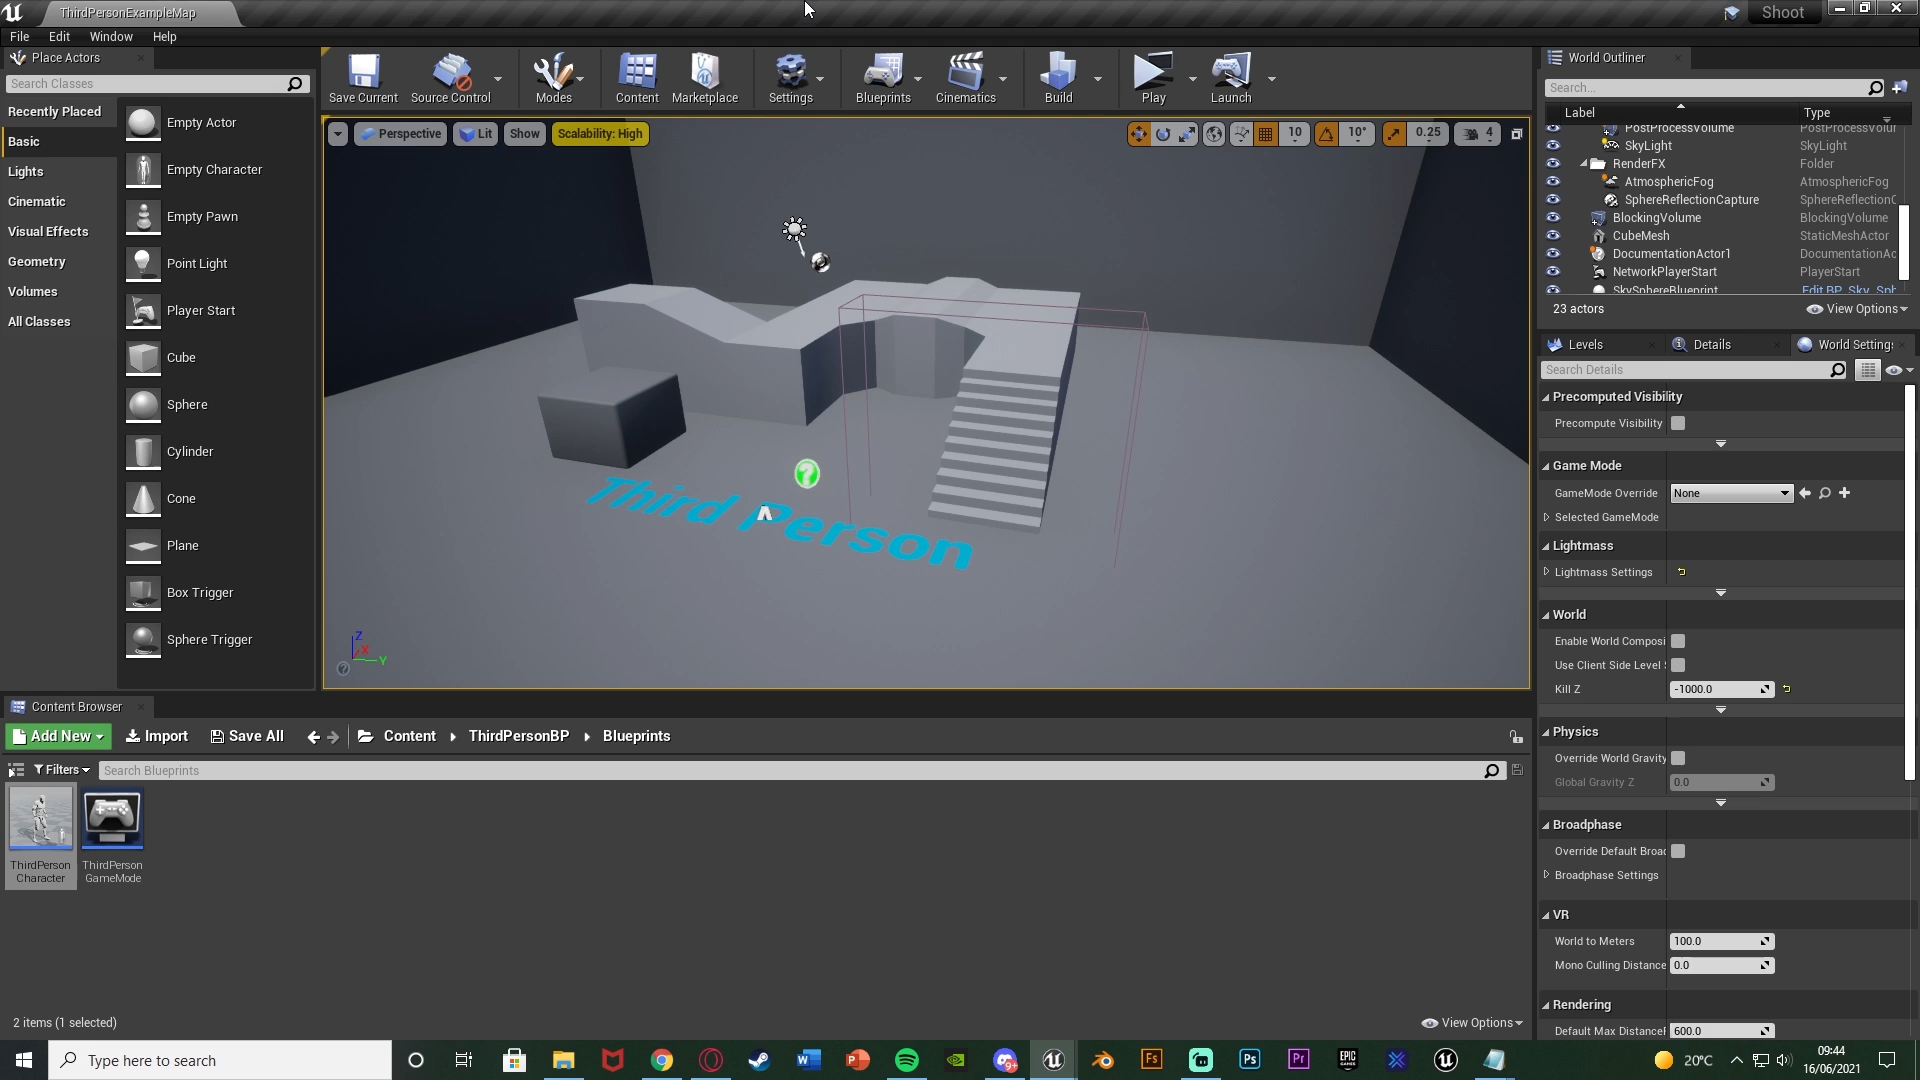 ThirdPersonExampleMap
Shoot
File Edit Window Help
Place Actors
Search Classes
Recently Placed
Basic
Lights
Cinematic
Visual Effects
Geometry
Volumes
All Classes
Empty Actor
Empty Character
Empty Pawn
Point Light
Player Start
Cube
Sphere
Cylinder
Cone
Plane
Box Trigger
Sphere Trigger
Save Current
Source Control
Modes
Content
Marketplace
Settings
Blueprints
Cinematics
Build
Play
Launch
Perspective
Lit
Show
Scalability: High
10
10°
0.25
4
Third Person
Z
X
Y
World Outliner
Search...
Label Type
PostProcessVolume PostProcessVolur
SkyLight SkyLight
RenderFX Folder
AtmosphericFog AtmosphericFog
SphereReflectionCapture SphereReflectionC
BlockingVolume BlockingVolume
CubeMesh StaticMeshActor
DocumentationActor1 DocumentationAc
NetworkPlayerStart PlayerStart
SkySphereBlueprint Edit BP_Sky_Sph
23 actors
View Options
Levels
Details
World Settings
Search Details
Precomputed Visibility
Precompute Visibility
Game Mode
GameMode Override None
Selected GameMode
Lightmass
Lightmass Settings
World
Enable World Composi
Use Client Side Level S
Kill Z -1000.0
Physics
Override World Gravity
Global Gravity Z 0.0
Broadphase
Override Default Broad
Broadphase Settings
VR
World to Meters 100.0
Mono Culling Distance 0.0
Rendering
Default Max DistanceF 600.0
Content Browser
Add New Import Save All Content ThirdPersonBP Blueprints
Filters
Search Blueprints
ThirdPerson
Character
ThirdPerson
GameMode
2 items (1 selected)
View Options
Type here to search
W
P
9+
Fs
Ps
Pr
EPIC
GAMES
20°C
09:44
16/06/2021